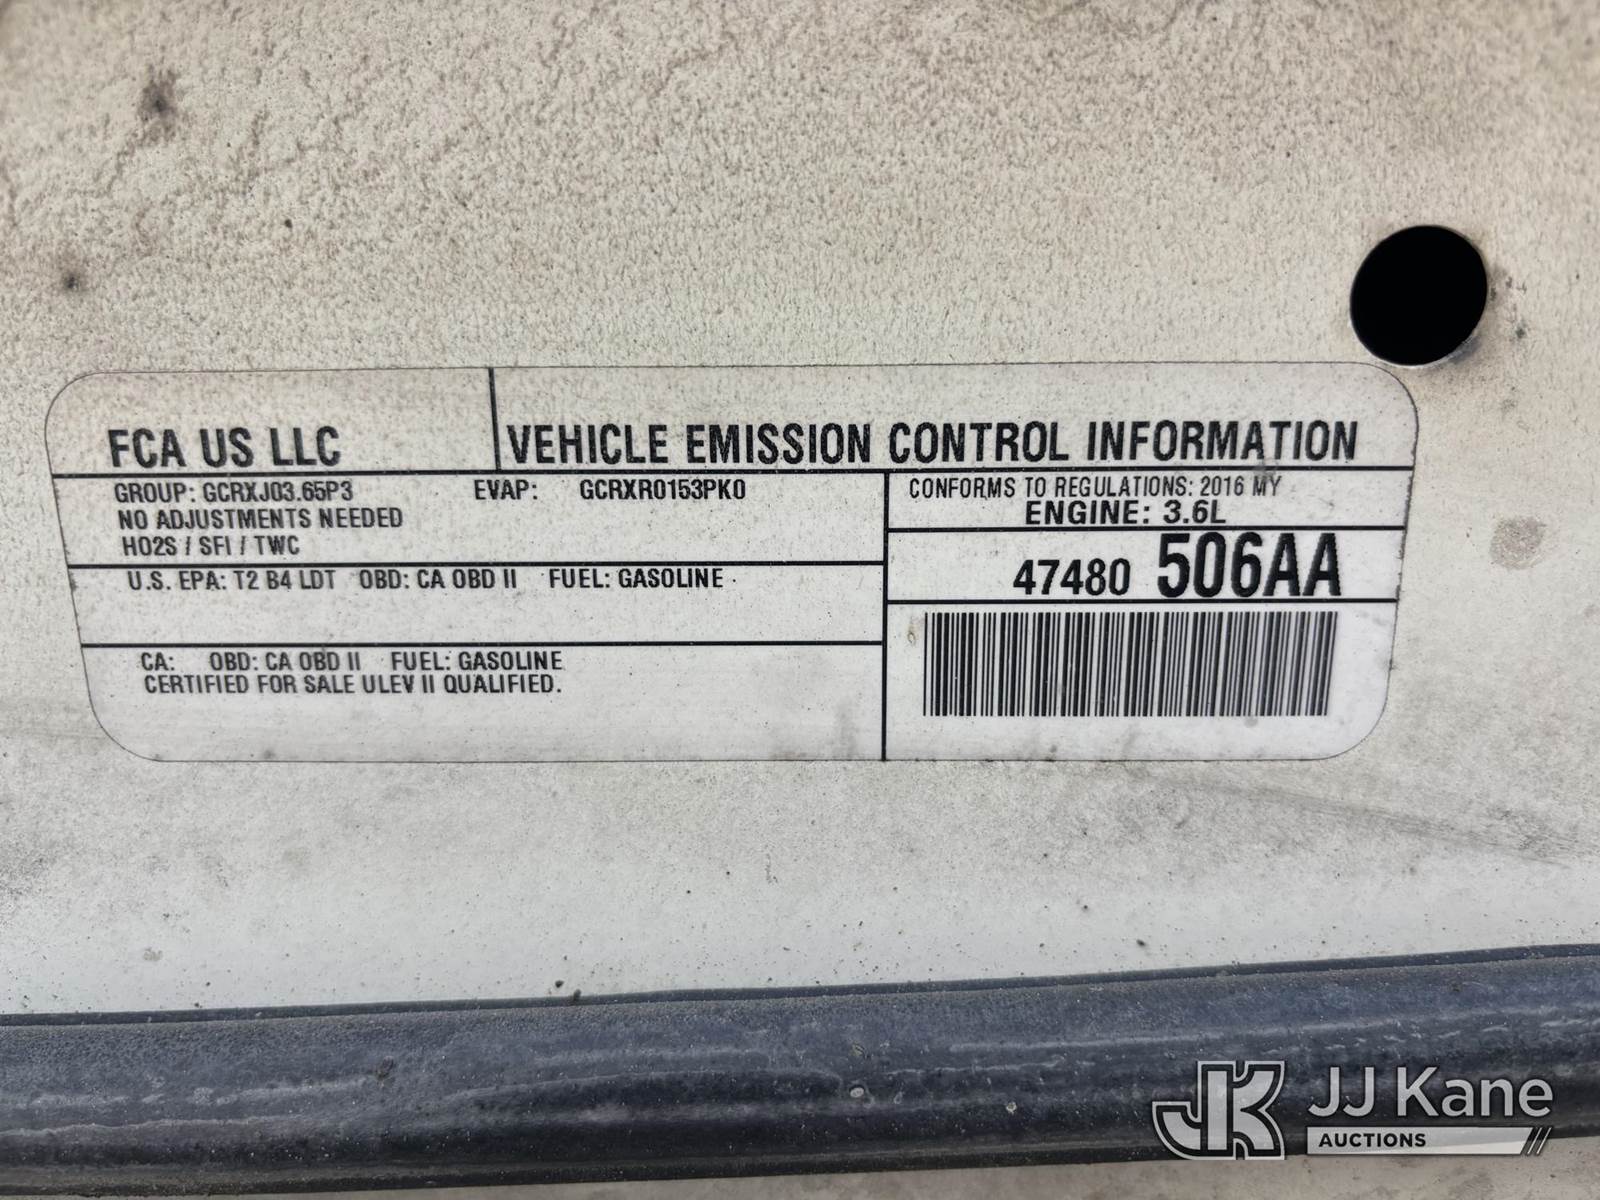 FCA US LLC
VEHICLE EMISSION CONTROL INFORMATION
GROUP: GCRXJ03.65P3 EVAP: GCRXR0153PK0
NO ADJUSTMENTS NEEDED
HO2S / SFI / TWC
CONFORMS TO REGULATIONS: 2016 MY
ENGINE: 3.6L
47480 506AA
U.S. EPA: T2 B4 LDT OBD: CA OBD II FUEL: GASOLINE
CA: OBD: CA OBD II FUEL: GASOLINE
CERTIFIED FOR SALE ULEV II QUALIFIED.
JK JJ Kane
AUCTIONS